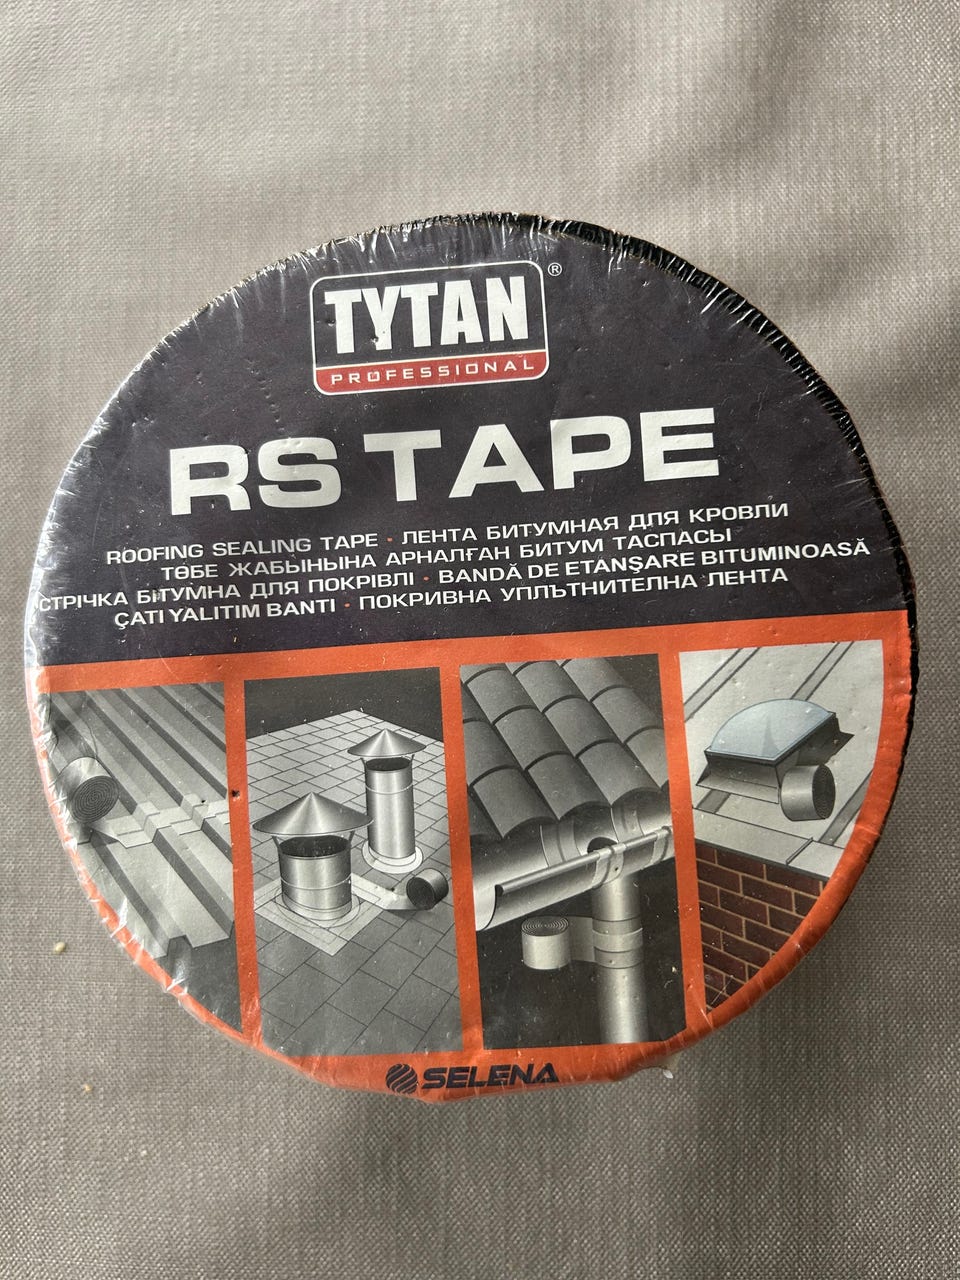 TYTAN ®
PROFESSIONAL
RS TAPE
ROOFING SEALING TAPE · ЛЕНТА БИТУМНАЯ ДЛЯ КРОВЛИ
ТӨБЕ ЖАБЫНЫНА АРНАЛҒАН БИТУМ ТАСПАСЫ
СТРІЧКА БІТУМНА ДЛЯ ПОКРІВЛІ · BANDĂ DE ETANŞARE BITUMINOASĂ
ÇATI YALITIM BANTI · ПОКРИВНА УПЛЪТНИТЕЛНА ЛЕНТА
SELENA